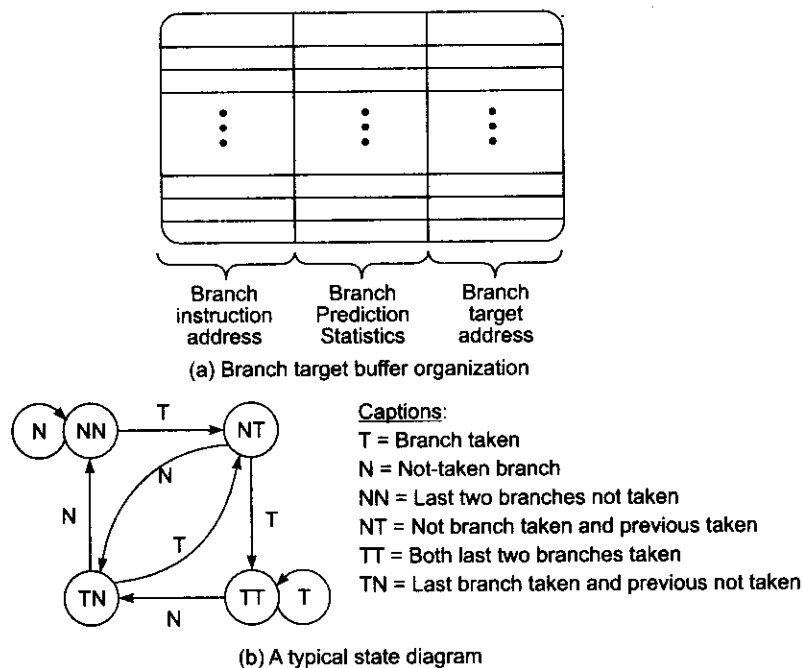 Branch instruction address
Branch Prediction Statistics
Branch target address
(a) Branch target buffer organization
N
NN
T
NT
N
T
N
T
TN
N
TT
T
Captions:
T = Branch taken
N = Not-taken branch
NN = Last two branches not taken
NT = Not branch taken and previous taken
TT = Both last two branches taken
TN = Last branch taken and previous not taken
(b) A typical state diagram